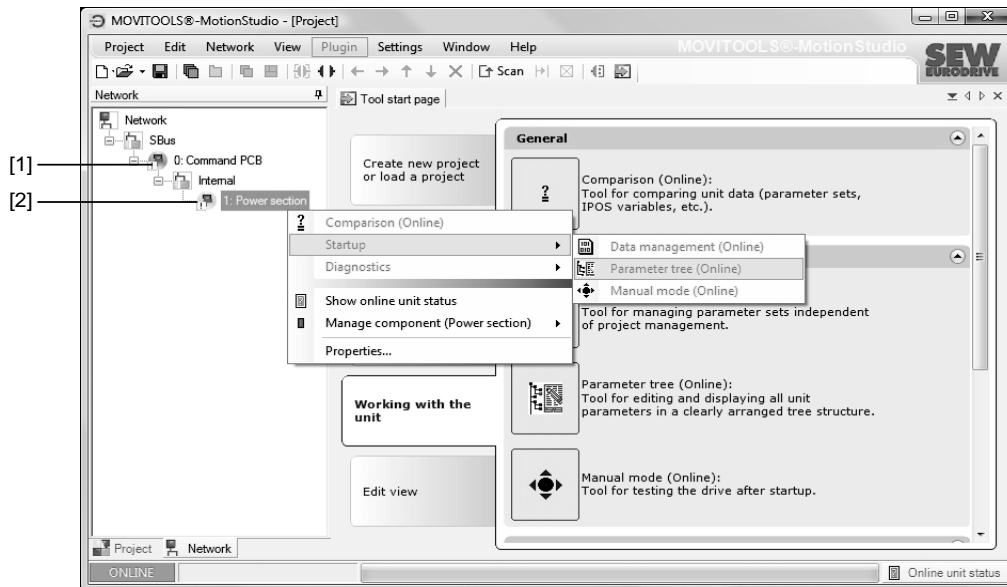 MOVITOOLS®-MotionStudio - [Project]
Project Edit Network View Plugin Settings Window Help
MOVITOOLS®-MotionStudio
SEW
EURODRIVE
Scan
Network
Tool start page
Network
SBus
[1]
0: Command PCB
Internal
[2]
1: Power section
Comparison (Online)
Startup
Diagnostics
Show online unit status
Manage component (Power section)
Properties...
Data management (Online)
Parameter tree (Online)
Manual mode (Online)
Create new project
or load a project
Working with the
unit
Edit view
General
Comparison (Online):
Tool for comparing unit data (parameter sets,
IPOS variables, etc.).
Tool for managing parameter sets independent
of project management.
Parameter tree (Online):
Tool for editing and displaying all unit
parameters in a clearly arranged tree structure.
Manual mode (Online):
Tool for testing the drive after startup.
Project Network
ONLINE
Online unit status